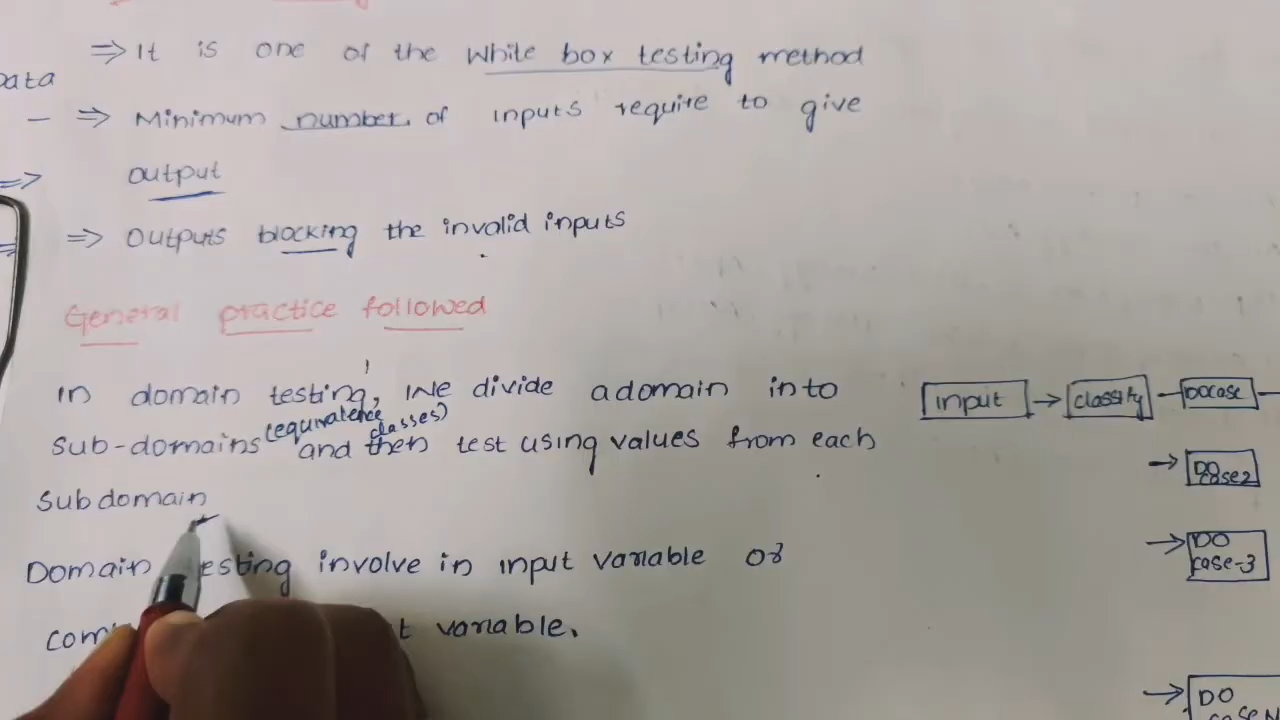 ⇒ It is one of the White box testing method
Data
⇒ Minimum number of inputs require to give
output
⇒ Outputs blocking the invalid inputs
General practice followed
In domain testing, We divide a domain into
sub-domains (equivalence classes) and then test using values from each
Subdomain
Domain esting involve in input variable or
com t variable.
input → classify - DO case
→ DO case2
→ DO case-3
→ DO case N